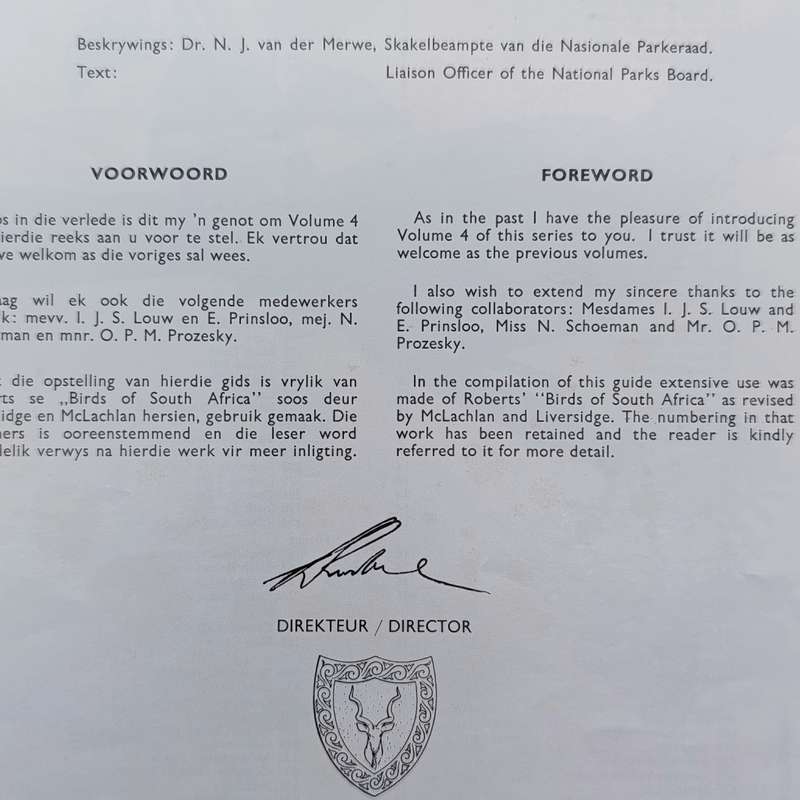 Beskrywings: Dr. N. J. van der Merwe, Skakelbeampte van die Nasionale Parkeraad.
Text: Liaison Officer of the National Parks Board.
VOORWOORD
in die verlede is dit my 'n genot om Volume 4
reeks aan u voor te stel. Ek vertrou dat
welkom as die voriges sal wees.
wil ek ook die volgende medewerkers
mevv. I. J. S. Louw en E. Prinsloo, mej. N.
en mnr. O. P. M. Prozesky.
die opstelling van hierdie gids is vrylik van
se „Birds of South Africa” soos deur
en McLachlan hersien, gebruik gemaak. Die
is ooreenstemmend en die leser word
verwys na hierdie werk vir meer inligting.
FOREWORD
As in the past I have the pleasure of introducing
Volume 4 of this series to you. I trust it will be as
welcome as the previous volumes.
I also wish to extend my sincere thanks to the
following collaborators: Mesdames I. J. S. Louw and
E. Prinsloo, Miss N. Schoeman and Mr. O. P. M.
Prozesky.
In the compilation of this guide extensive use was
made of Roberts' “Birds of South Africa” as revised
by McLachlan and Liversidge. The numbering in that
work has been retained and the reader is kindly
referred to it for more detail.
DIREKTEUR / DIRECTOR